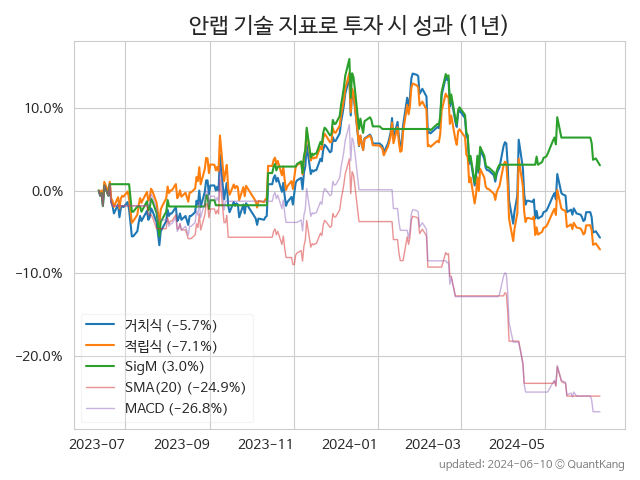 안랩 기술 지표로 투자 시 성과 (1년)
10.0%
0.0%
−10.0%
−20.0%
거치식 (−5.7%)
적립식 (−7.1%)
SigM (3.0%)
SMA(20) (−24.9%)
MACD (−26.8%)
2023-07 2023-09 2023-11 2024-01 2024-03 2024-05
updated: 2024-06-10 © QuantKang